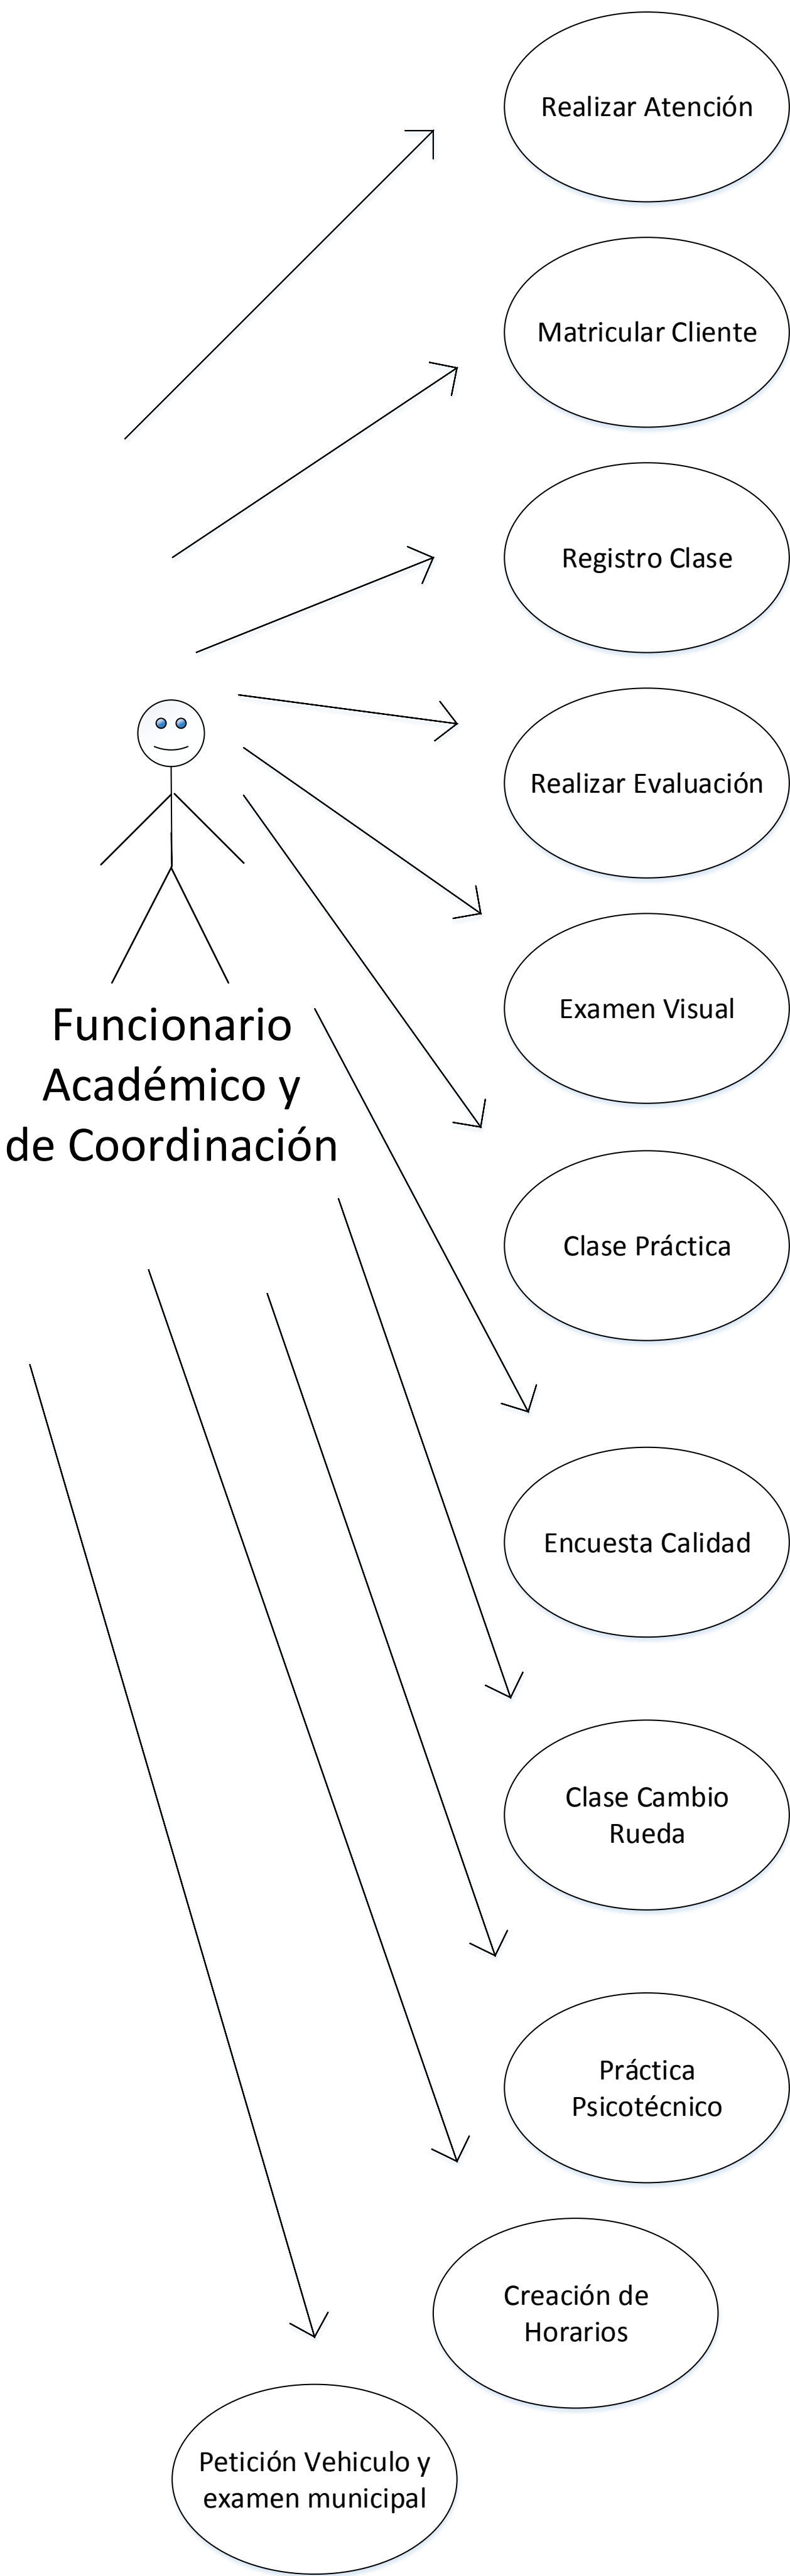 Realizar Atención
Matricular Cliente
Registro Clase
Realizar Evaluación
Examen Visual
Funcionario
Académico y
de Coordinación
Clase Práctica
Encuesta Calidad
Clase Cambio
Rueda
Práctica
Psicotécnico
Creación de
Horarios
Petición Vehiculo y
examen municipal